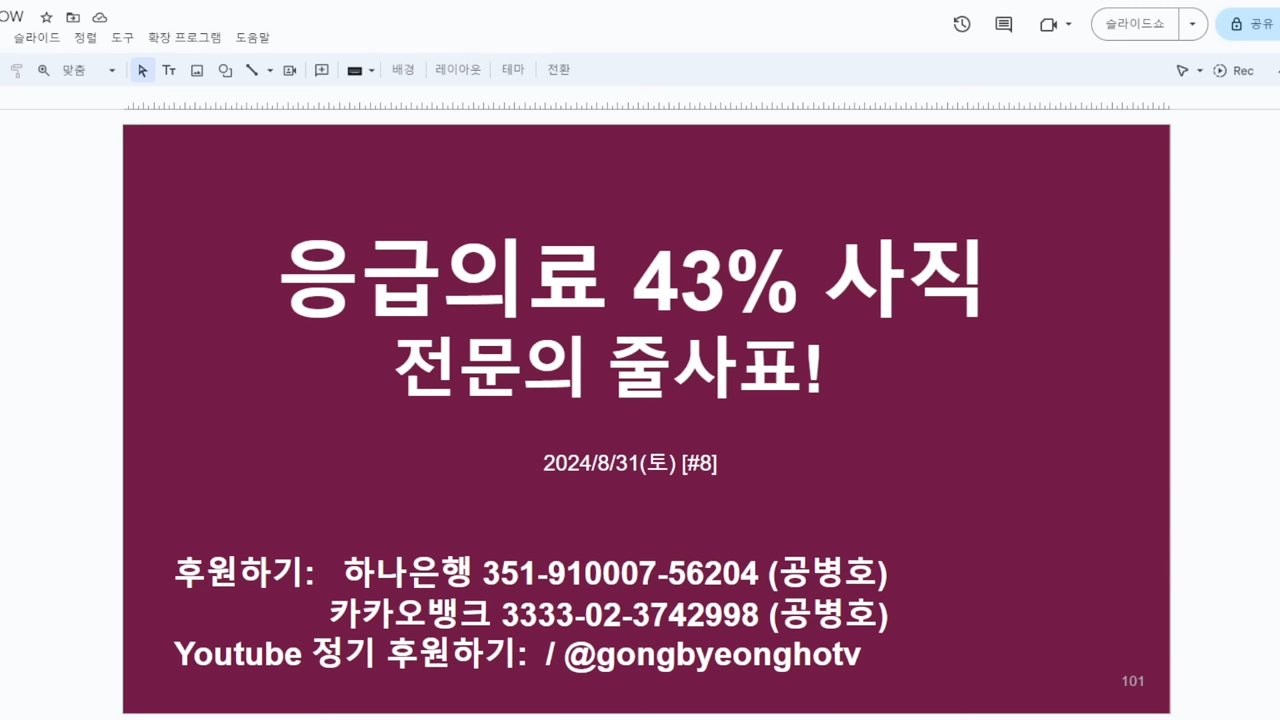 OW
슬라이드 정렬 도구 확장 프로그램 도움말
슬라이드쇼
공유
맞춤
Tт
배경
레이아웃
테마
전환
Rec
응급의료 43% 사직
전문의 줄사표!
2024/8/31(토) [#8]
후원하기: 하나은행 351-910007-56204 (공병호)
카카오뱅크 3333-02-3742998 (공병호)
Youtube 정기 후원하기: / @gongbyeonghotv
101